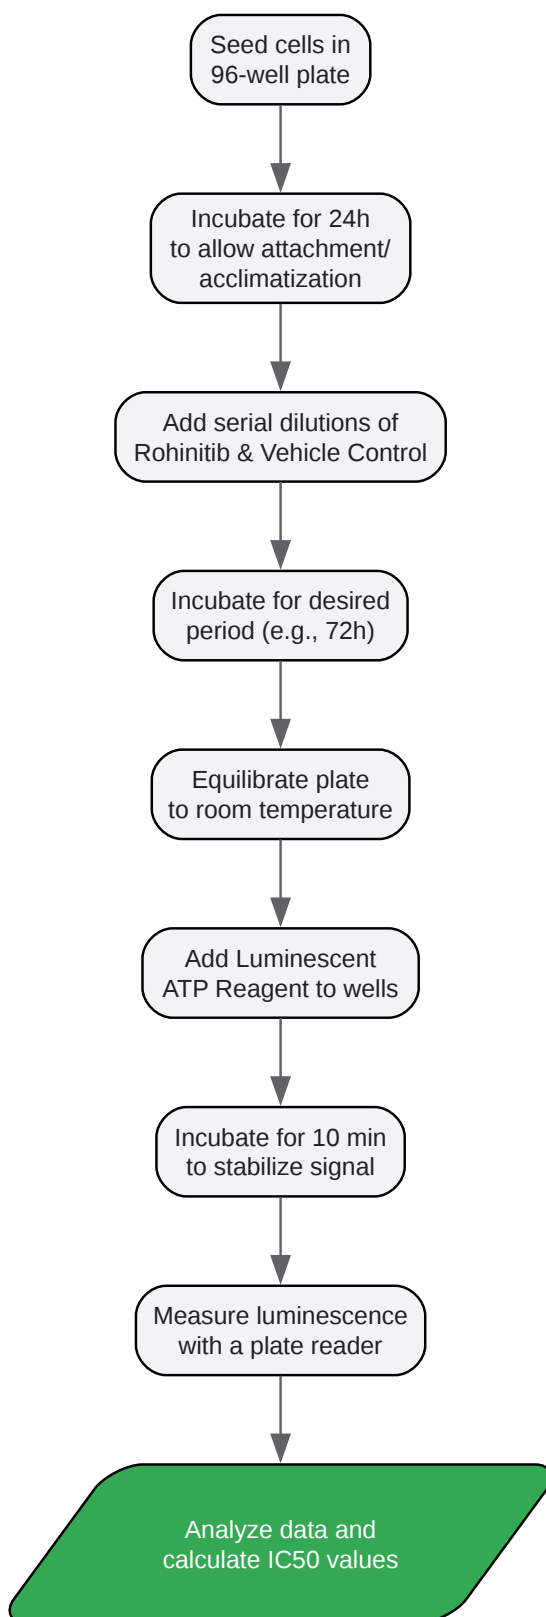 Seed cells in
96-well plate
Incubate for 24h
to allow attachment/
acclimatization
Add serial dilutions of
Rohinitib & Vehicle Control
Incubate for desired
period (e.g., 72h)
Equilibrate plate
to room temperature
Add Luminescent
ATP Reagent to wells
Incubate for 10 min
to stabilize signal
Measure luminescence
with a plate reader
Analyze data and
calculate IC50 values